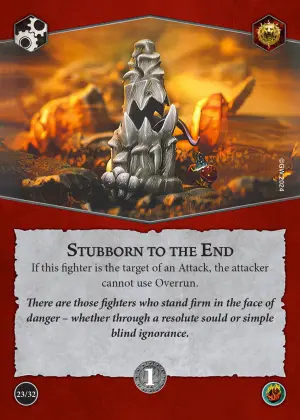 ©GW 2024
STUBBORN TO THE END
If this fighter is the target of an Attack, the attacker
cannot use Overrun.
There are those fighters who stand firm in the face of
danger – whether through a resolute sould or simple
blind ignorance.
23/32
1